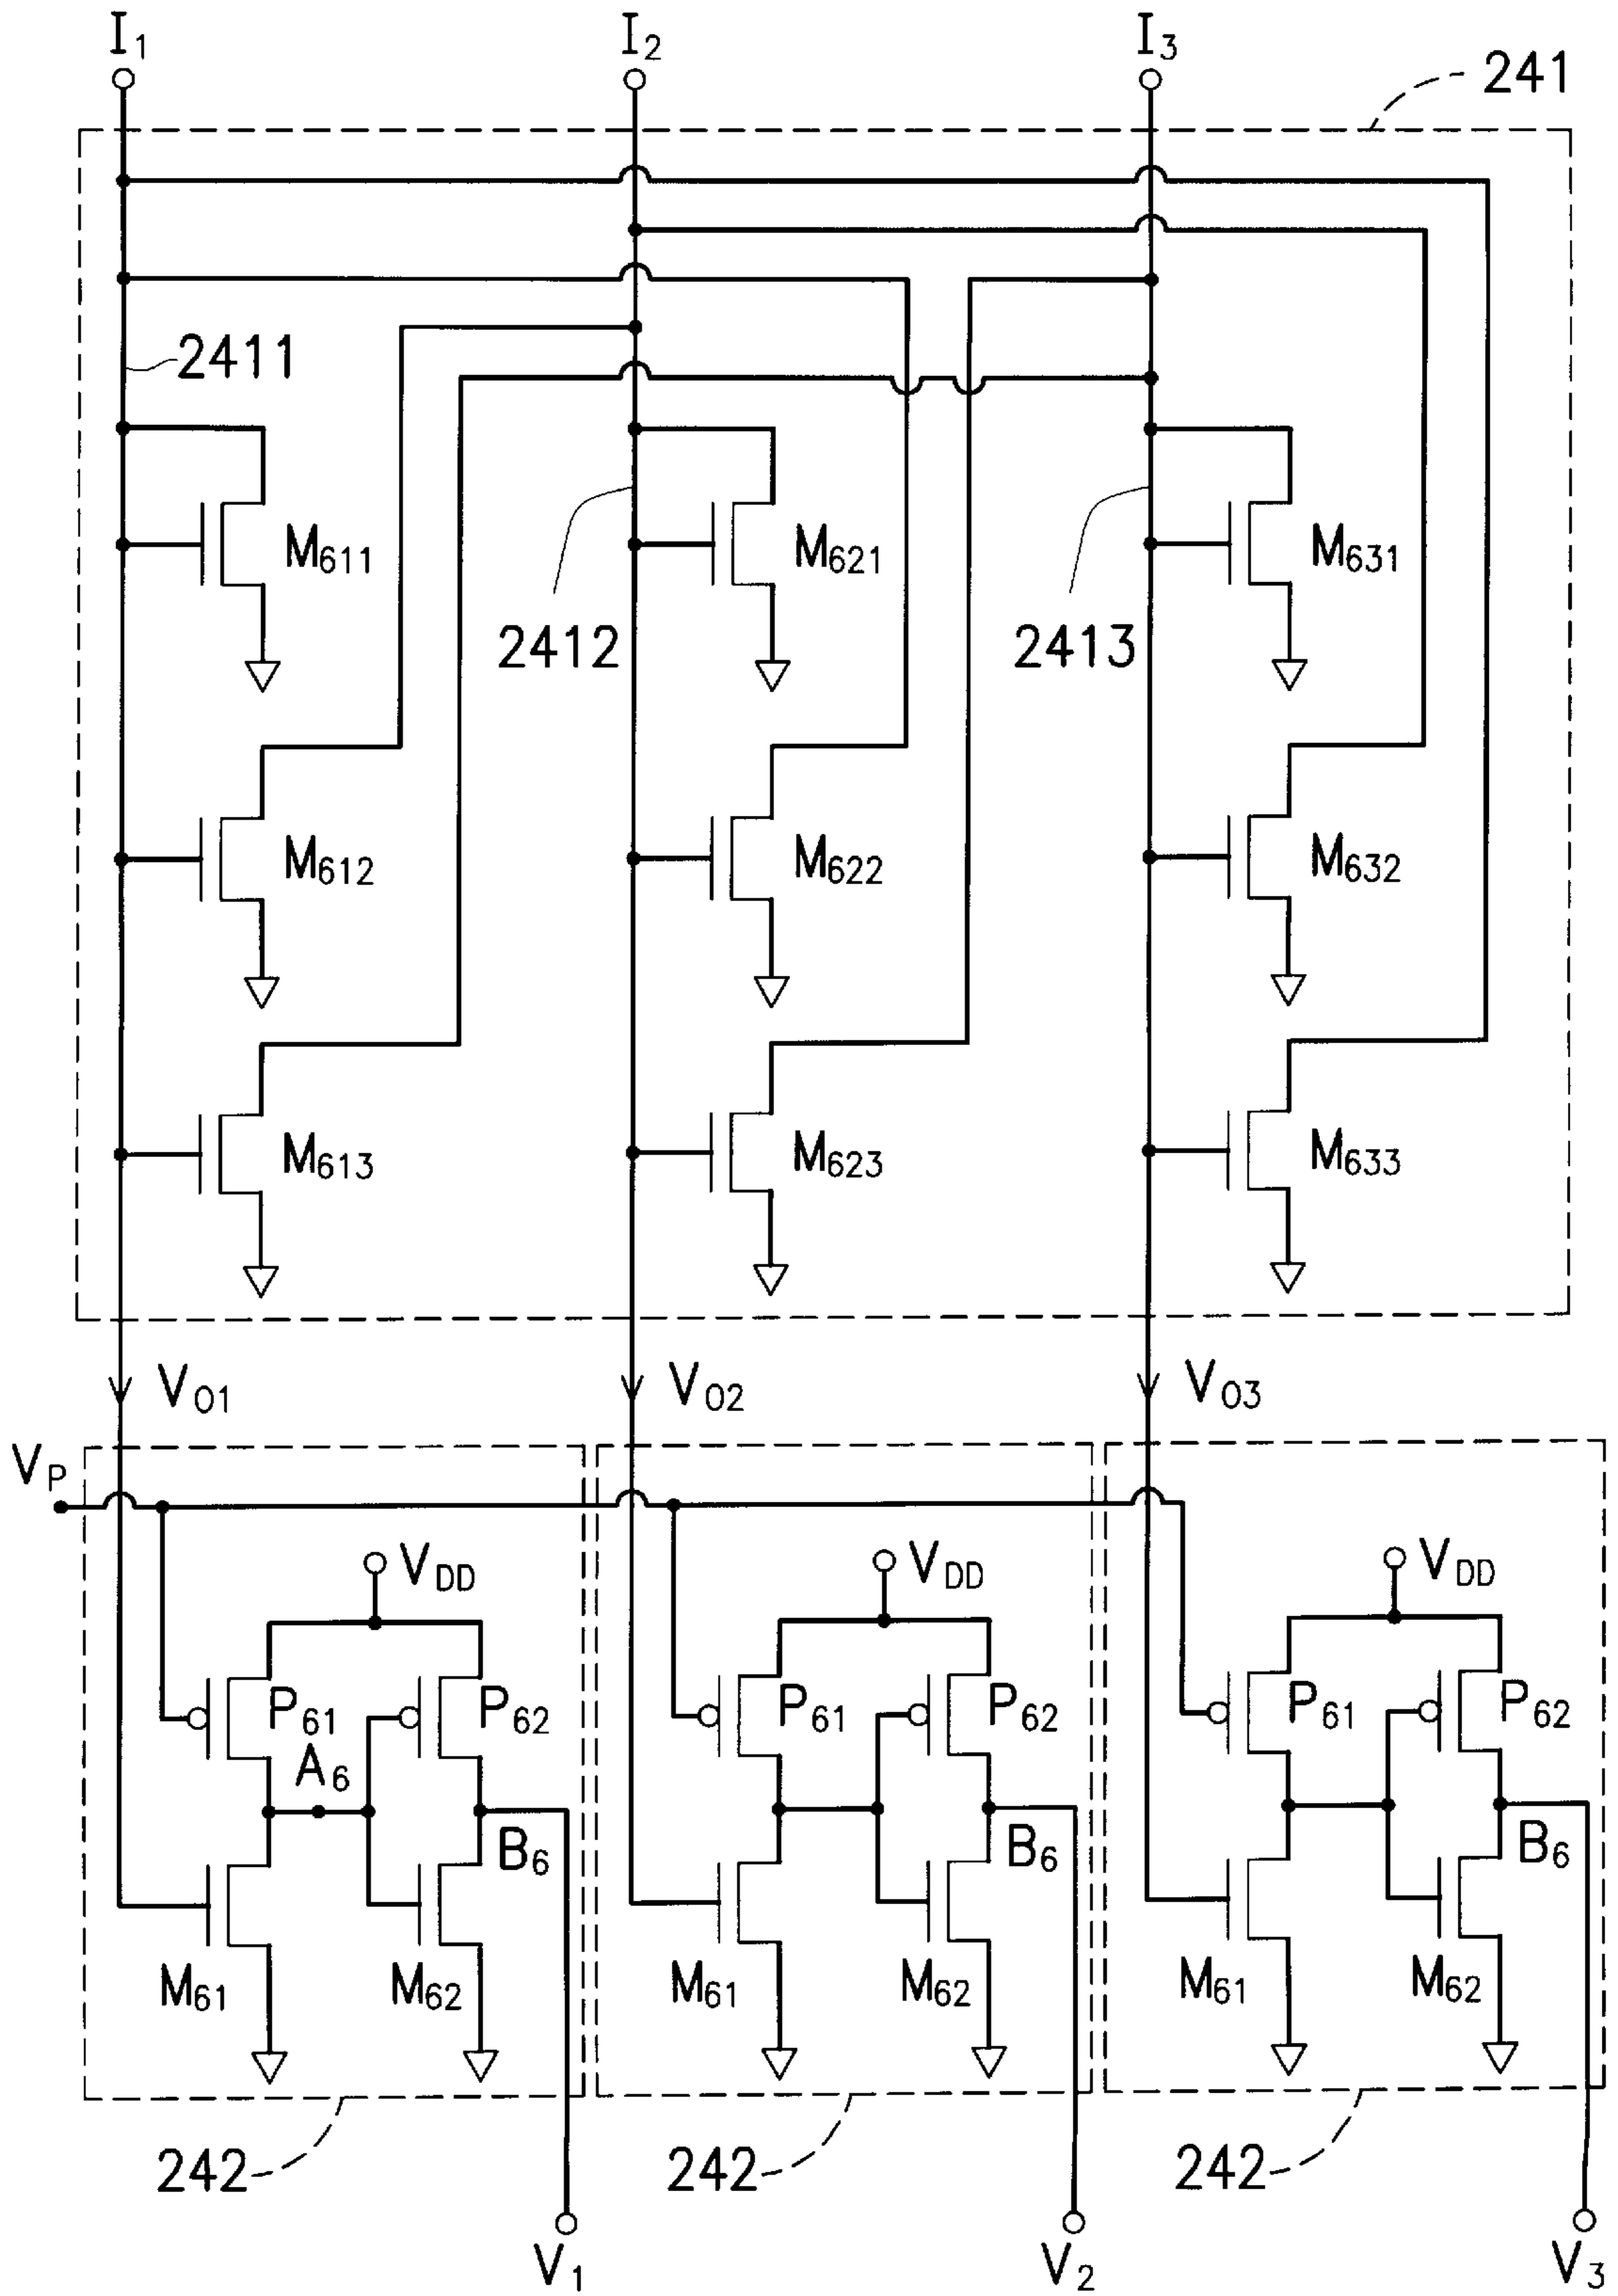 I1 I2 I3
241
2411
M611 M621 M631
2412 2413
M612 M622 M632
M613 M623 M633
VO1 VO2 VO3
VP
VDD VDD VDD
P61 P62 P61 P62 P61 P62
A6
B6 B6 B6
M61 M62 M61 M62 M61 M62
242 242 242
V1 V2 V3